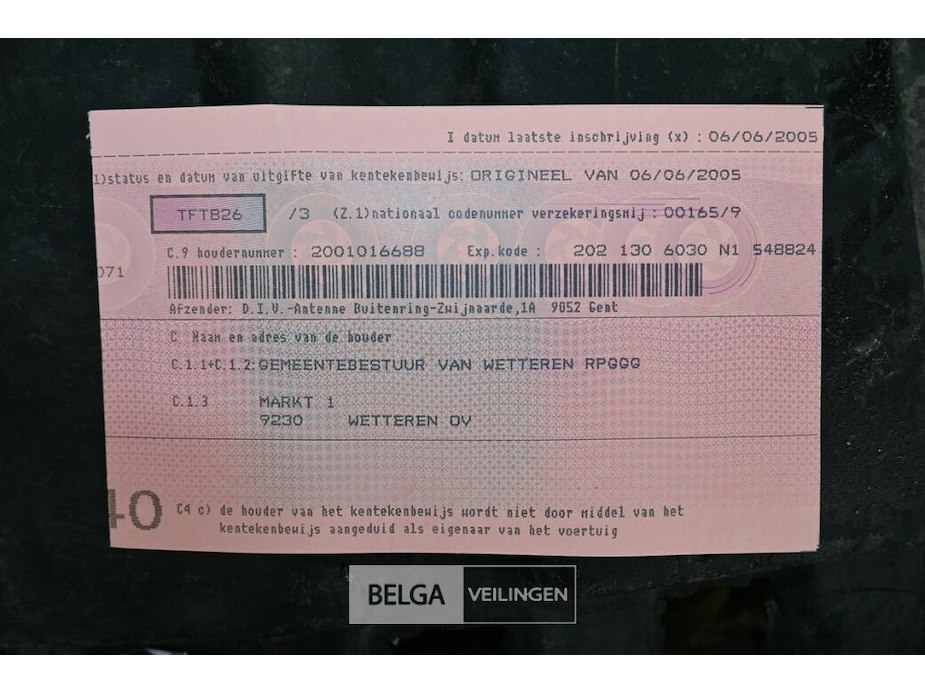 I datum laatste inschrijving (x) : 06/06/2005
1)status en datum van uitgifte van kentekenbewijs: ORIGINEEL VAN 06/06/2005
TFT826 /3 (Z.1)nationaal codenummer verzekeringsmij : 00165/9
C.9 houdernummer : 2001016688 Exp.kode : 202 130 6030 N1 548824
071
Afzender: D.I.V.-Antenne Buitenring-Zwijnaarde,1A 9052 Gent
C Naam en adres van de houder
C.1.1+C.1.2: GEMEENTEBESTUUR VAN WETTEREN RPGGG
C.1.3 MARKT 1
9230 WETTEREN OV
40
C4 c) de houder van het kentekenbewijs wordt niet door middel van het
kentekenbewijs aangeduid als eigenaar van het voertuig
BELGA VEILINGEN